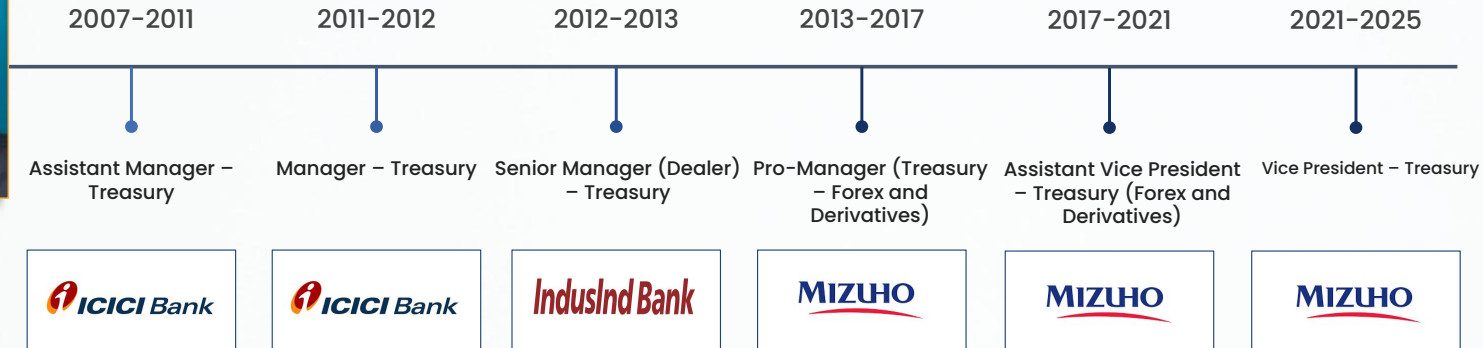 2007-2011
2011-2012
2012-2013
2013-2017
2017-2021
2021-2025
Assistant Manager –
Treasury
Manager – Treasury
Senior Manager (Dealer)
– Treasury
Pro-Manager (Treasury
– Forex and
Derivatives)
Assistant Vice President
– Treasury (Forex and
Derivatives)
Vice President – Treasury
ICICI Bank
ICICI Bank
IndusInd Bank
MIZUHO
MIZUHO
MIZUHO